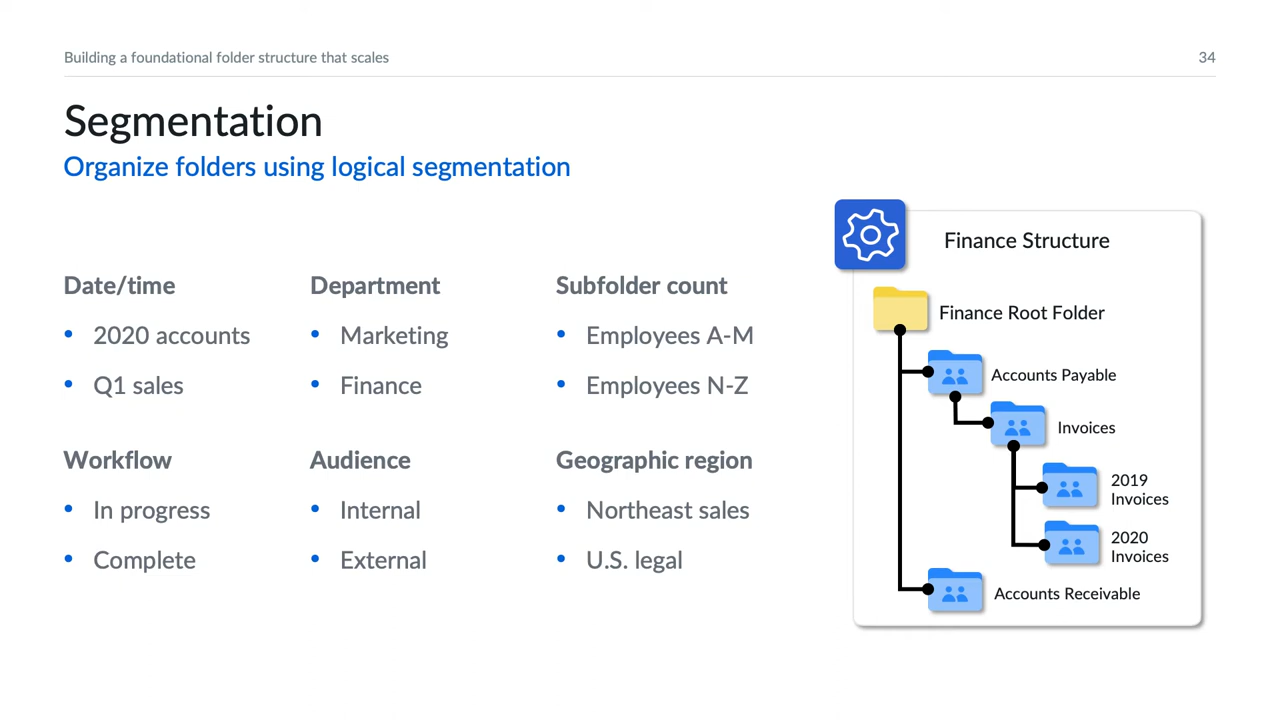 Building a foundational folder structure that scales
34
Segmentation
Organize folders using logical segmentation
Date/time
• 2020 accounts
• Q1 sales
Department
• Marketing
• Finance
Subfolder count
• Employees A-M
• Employees N-Z
Workflow
• In progress
• Complete
Audience
• Internal
• External
Geographic region
• Northeast sales
• U.S. legal
Finance Structure
Finance Root Folder
Accounts Payable
Invoices
2019
Invoices
2020
Invoices
Accounts Receivable